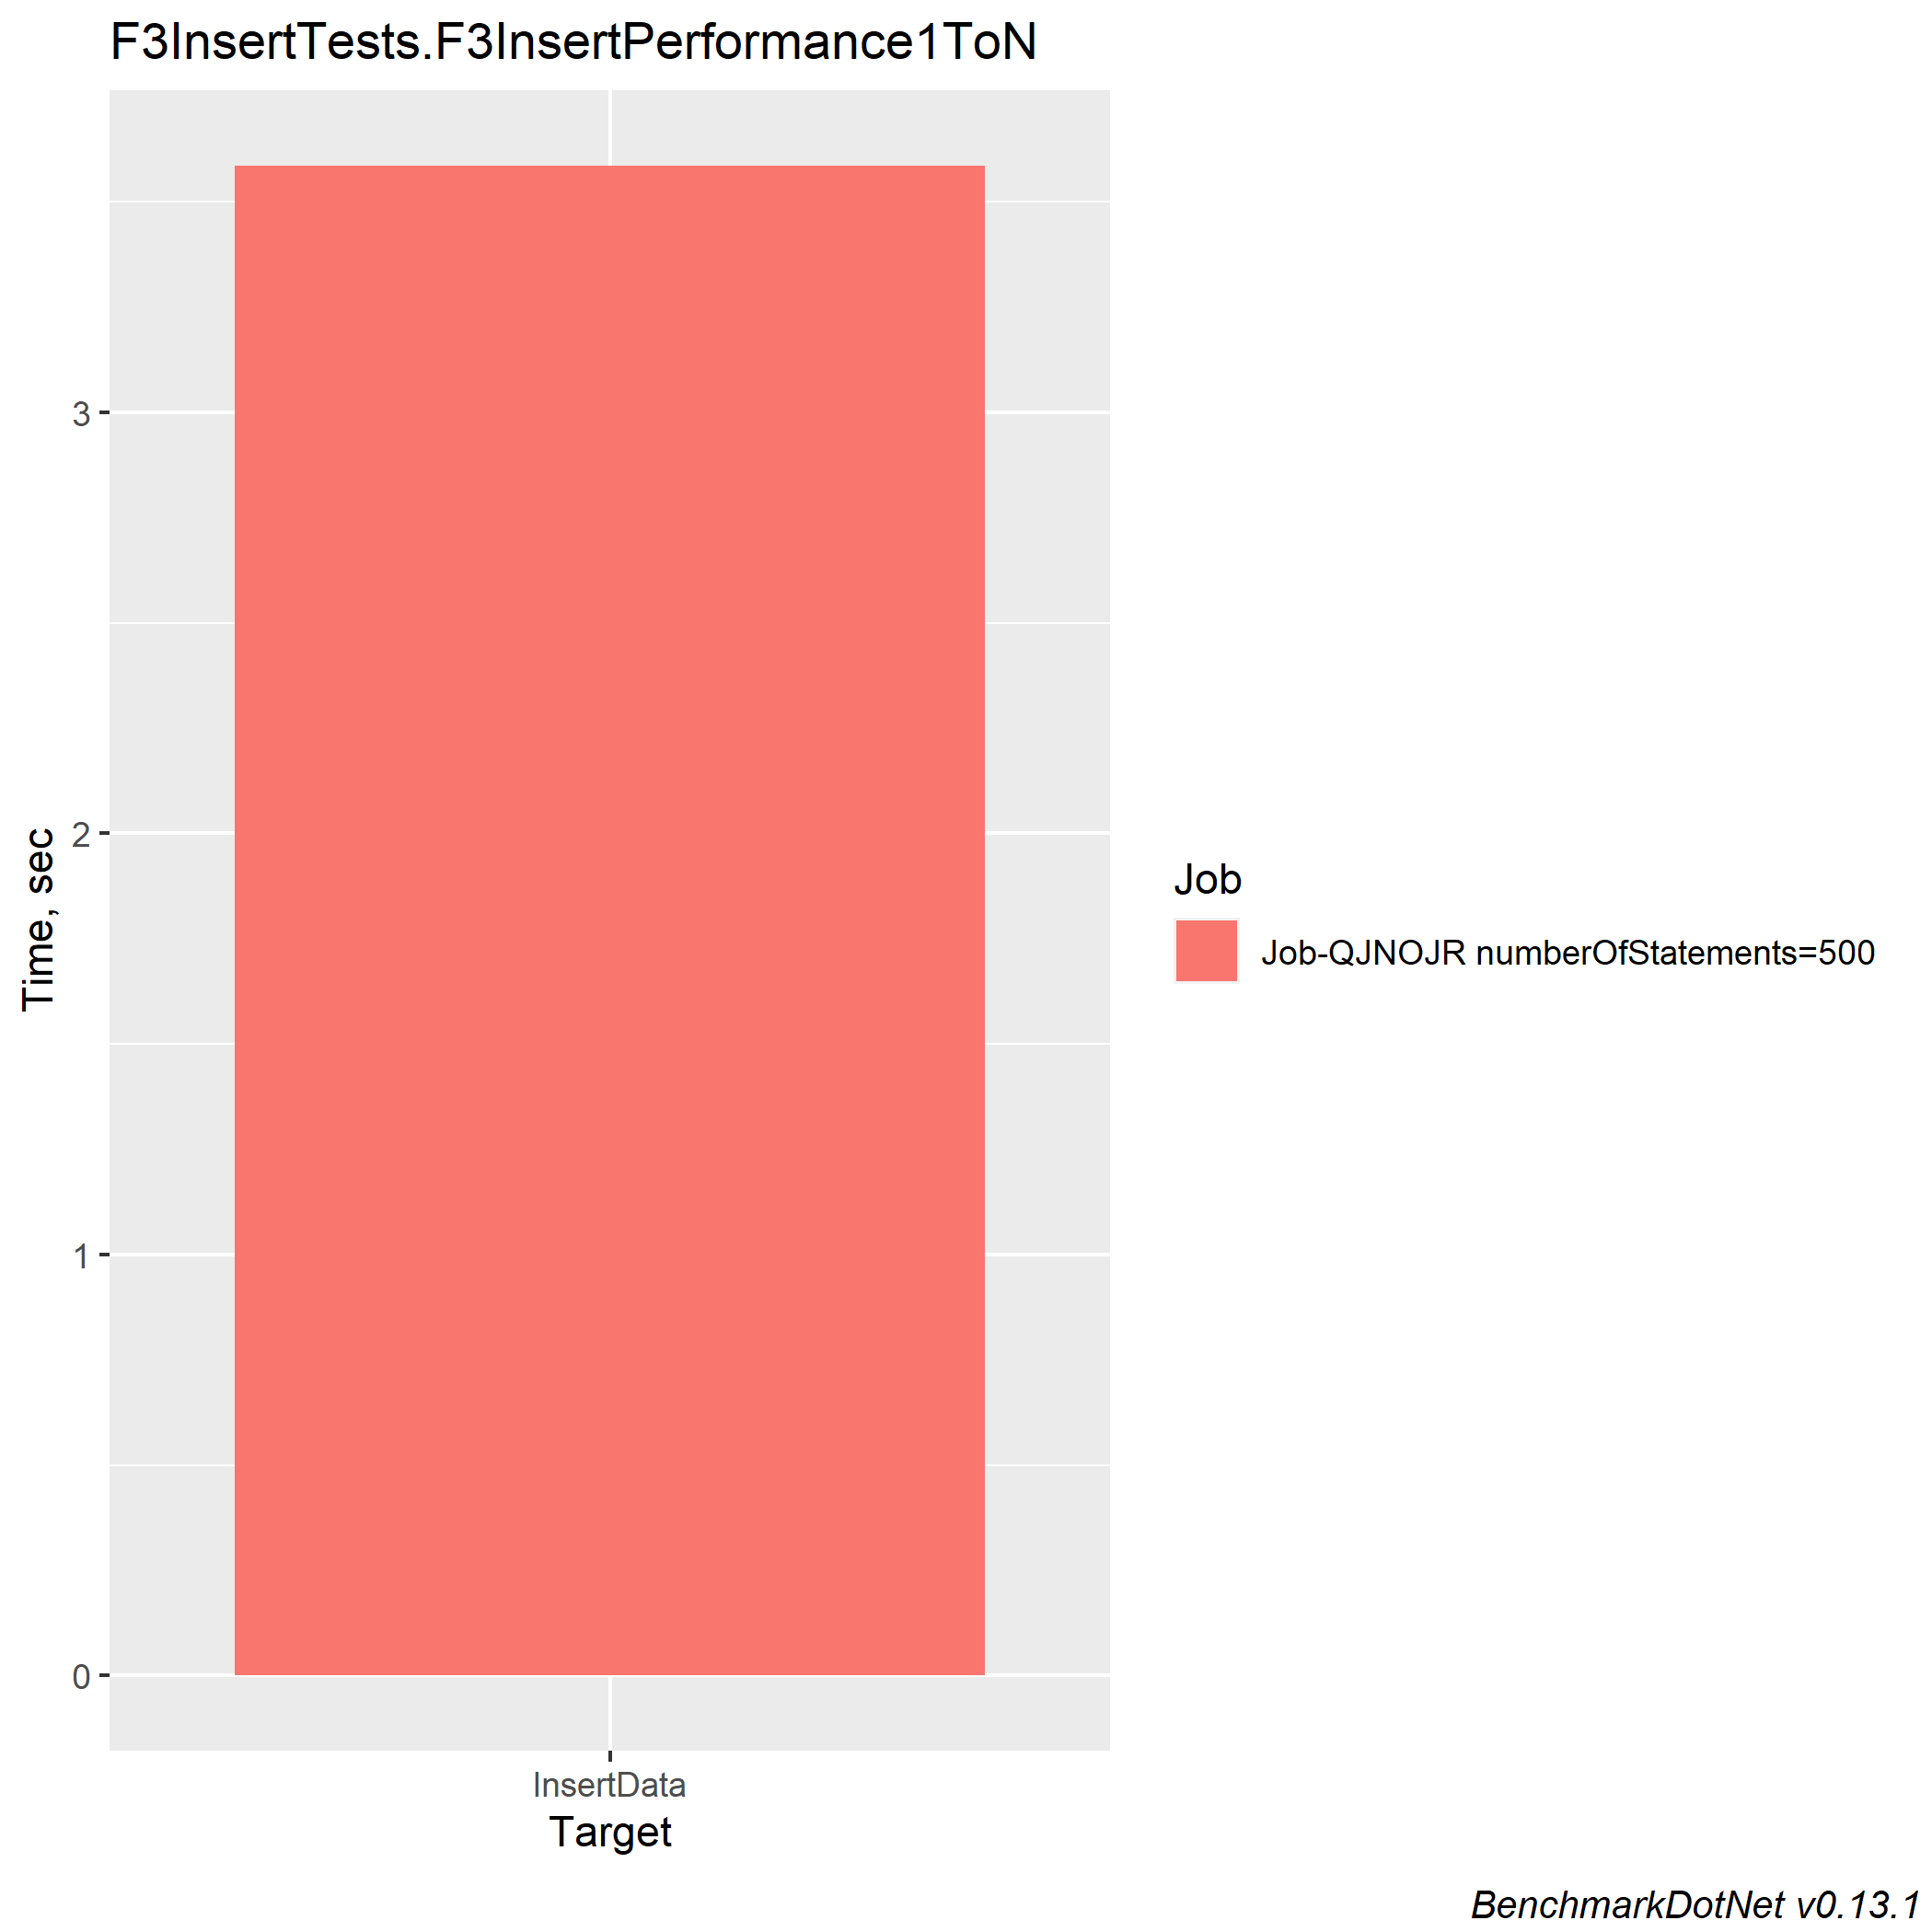 F3InsertTests.F3InsertPerformance1ToN
Time, sec
3
2
1
0
InsertData
Target
Job
Job-QJNOJR numberOfStatements=500
BenchmarkDotNet v0.13.1